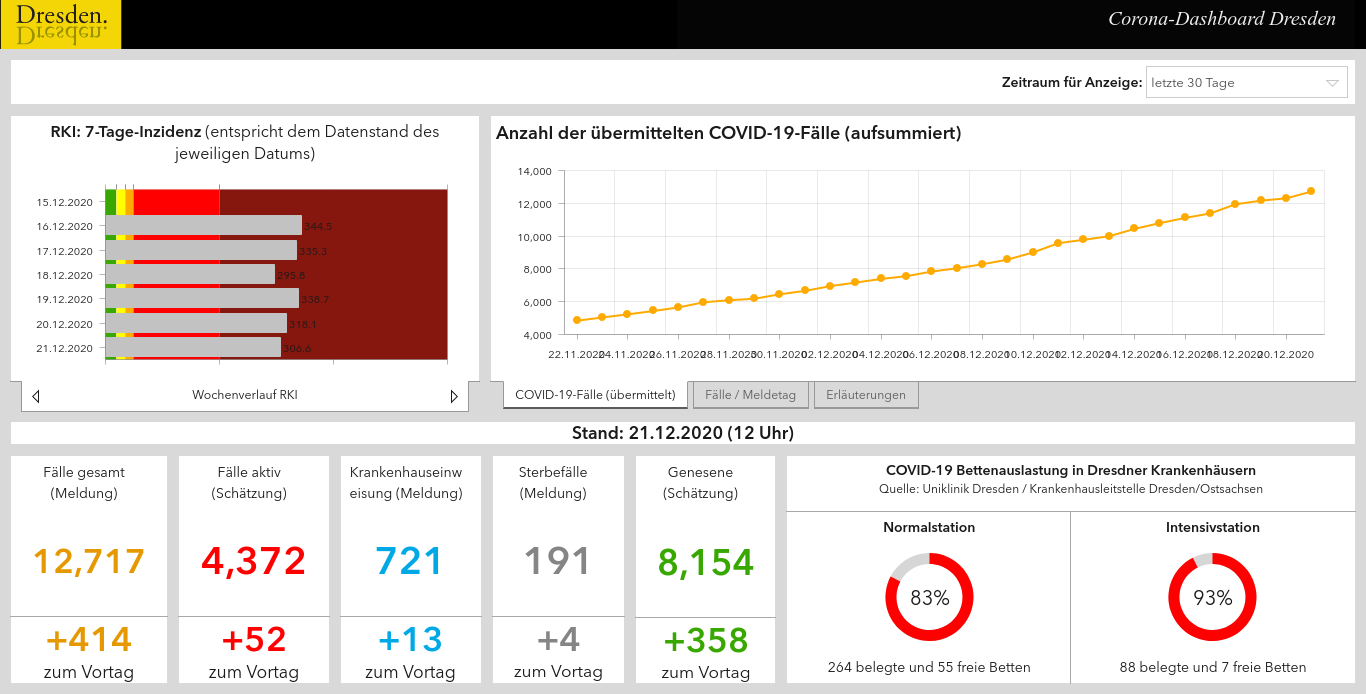 Dresden.
Dresden.
Corona-Dashboard Dresden
Zeitraum für Anzeige: letzte 30 Tage
RKI: 7-Tage-Inzidenz (entspricht dem Datenstand des
jeweiligen Datums)
15.12.2020
16.12.2020 344.5
17.12.2020 335.3
18.12.2020 295.8
19.12.2020 338.7
20.12.2020 318.1
21.12.2020 306.6
Wochenverlauf RKI
Anzahl der übermittelten COVID-19-Fälle (aufsummiert)
14,000
12,000
10,000
8,000
6,000
4,000
22.11.2020 24.11.2020 26.11.2020 28.11.2020 30.11.2020 02.12.2020 04.12.2020 06.12.2020 08.12.2020 10.12.2020 12.12.2020 14.12.2020 16.12.2020 18.12.2020 20.12.2020
COVID-19-Fälle (übermittelt) Fälle / Meldetag Erläuterungen
Stand: 21.12.2020 (12 Uhr)
Fälle gesamt
(Meldung)
12,717
+414
zum Vortag
Fälle aktiv
(Schätzung)
4,372
+52
zum Vortag
Krankenhauseinw
eisung (Meldung)
721
+13
zum Vortag
Sterbefälle
(Meldung)
191
+4
zum Vortag
Genesene
(Schätzung)
8,154
+358
zum Vortag
COVID-19 Bettenauslastung in Dresdner Krankenhäusern
Quelle: Uniklinik Dresden / Krankenhausleitstelle Dresden/Ostsachsen
Normalstation
83%
264 belegte und 55 freie Betten
Intensivstation
93%
88 belegte und 7 freie Betten